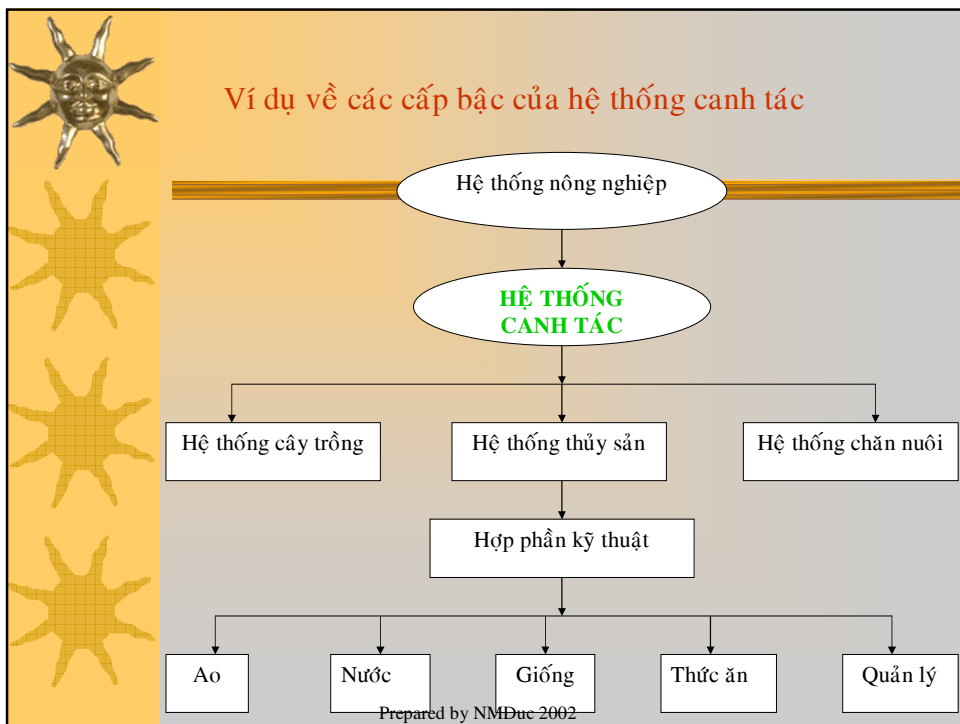 Ví dụ về các cấp bậc của hệ thống canh tác
Hệ thống nông nghiệp
HỆ THỐNG
CANH TÁC
Hệ thống cây trồng
Hệ thống thủy sản
Hệ thống chăn nuôi
Hợp phần kỹ thuật
Ao
Nước
Giống
Thức ăn
Quản lý
Prepared by NMDuc 2002